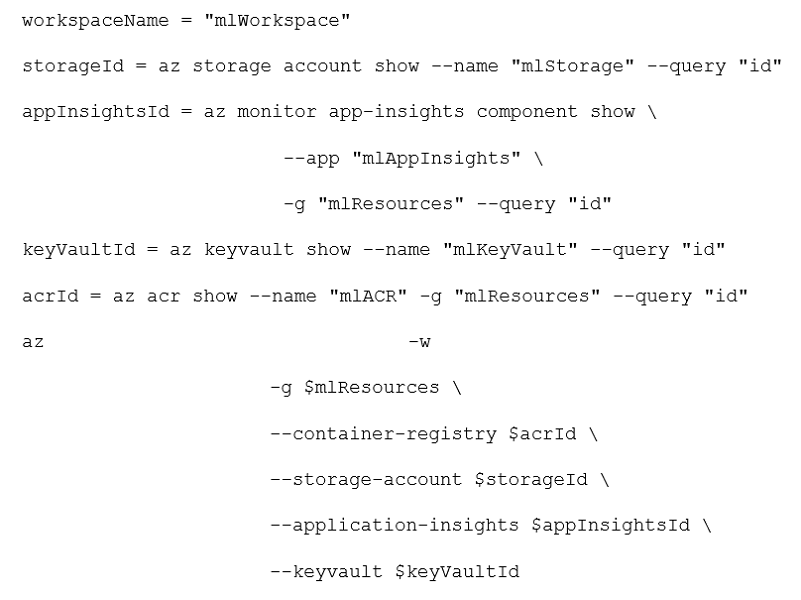 workspaceName = "mlWorkspace"
storageId = az storage account show --name "mlStorage" --query "id"
appInsightsId = az monitor app-insights component show \
--app "mlAppInsights" \
-g "mlResources" --query "id"
keyVaultId = az keyvault show --name "mlKeyVault" --query "id"
acrId = az acr show --name "mlACR" -g "mlResources" --query "id"
az -w
-g $mlResources \
--container-registry $acrId \
--storage-account $storageId \
--application-insights $appInsightsId \
--keyvault $keyVaultId